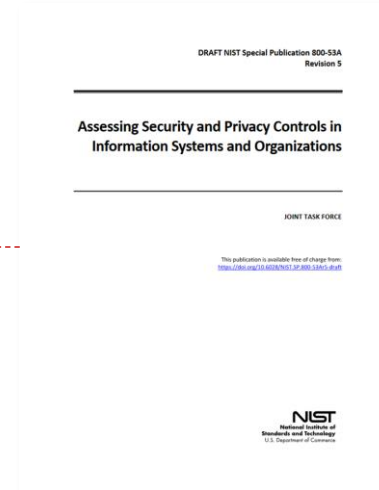 DRAFT NIST Special Publication 800-53A
Revision 5
Assessing Security and Privacy Controls in
Information Systems and Organizations
JOINT TASK FORCE
This publication is available free of charge from:
https://doi.org/10.6028/NIST.SP.800-53Ar5-draft
NIST
National Institute of
Standards and Technology
U.S. Department of Commerce